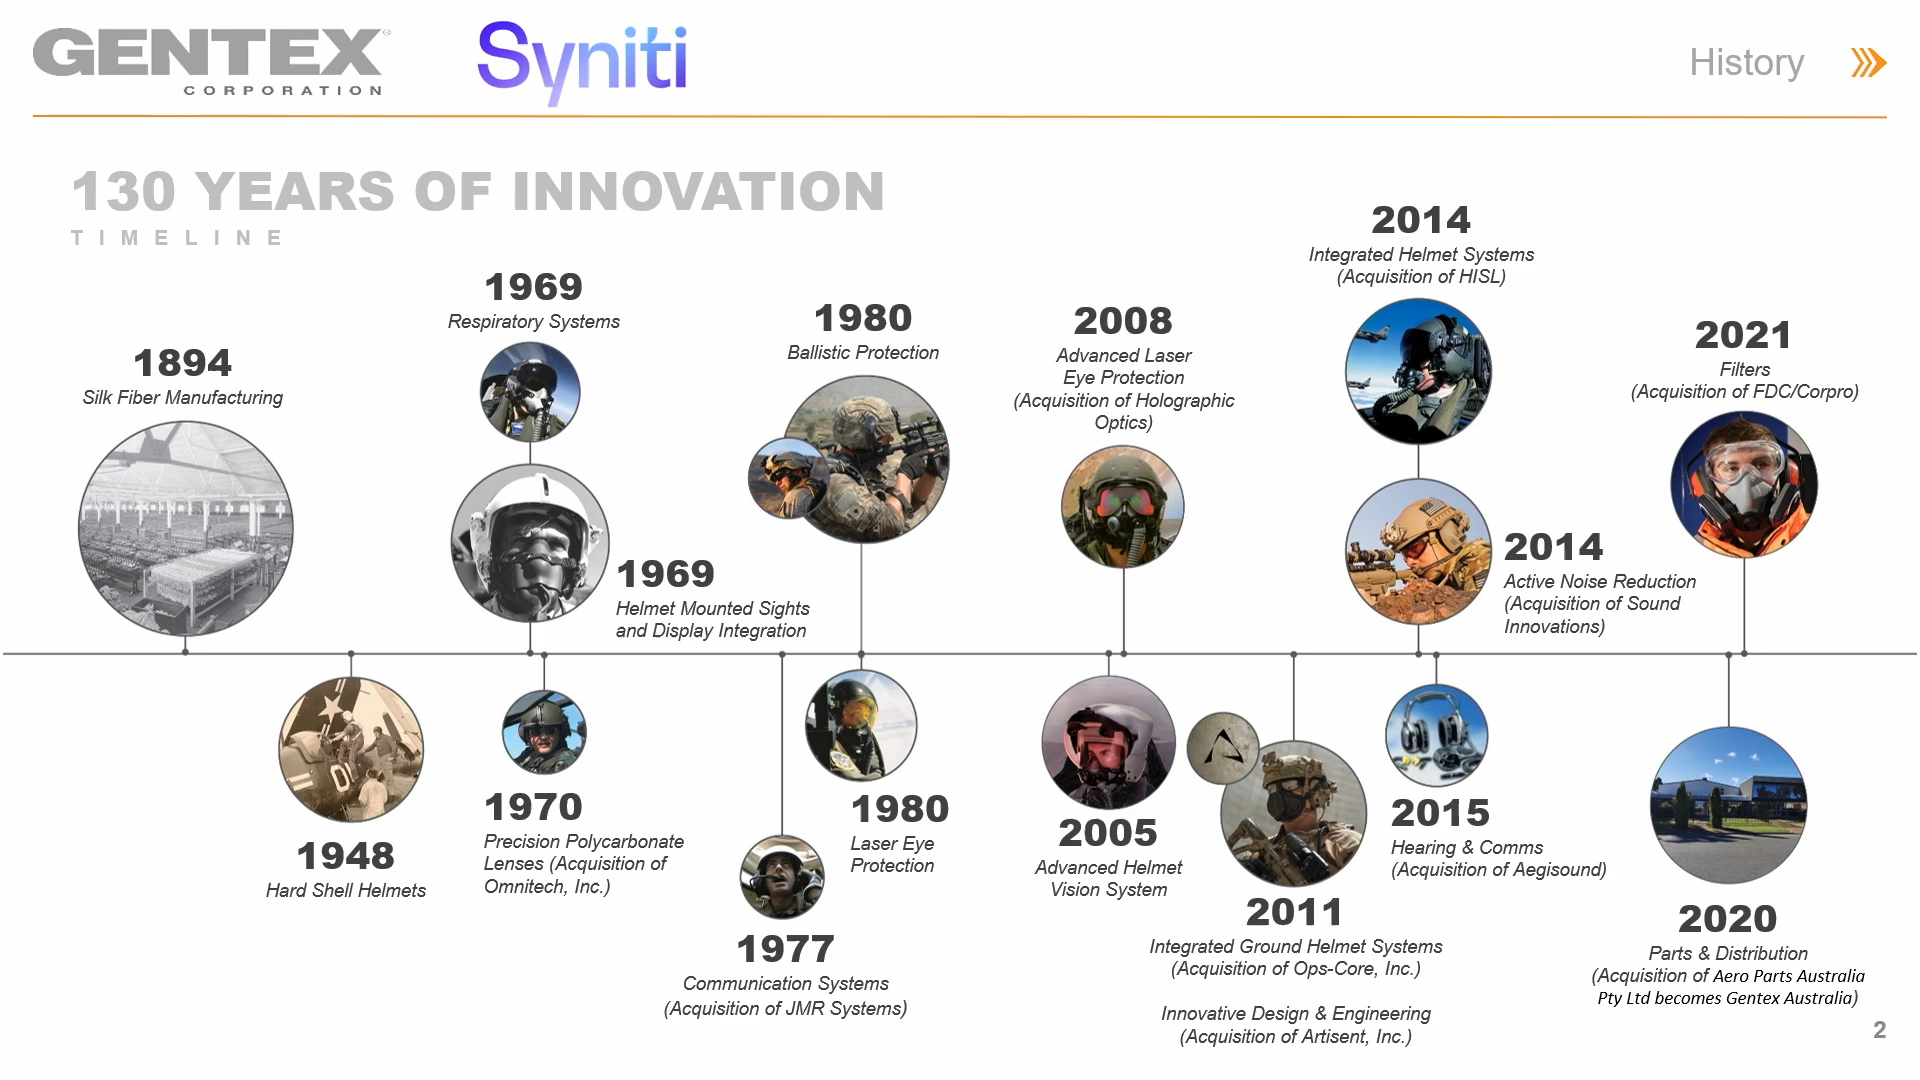 GENTEX
CORPORATION
Syniti
History
130 YEARS OF INNOVATION
TIMELINE
1894
Silk Fiber Manufacturing
1969
Respiratory Systems
1969
Helmet Mounted Sights
and Display Integration
1980
Ballistic Protection
2008
Advanced Laser
Eye Protection
(Acquisition of Holographic
Optics)
2014
Integrated Helmet Systems
(Acquisition of HISL)
2014
Active Noise Reduction
(Acquisition of Sound
Innovations)
2021
Filters
(Acquisition of FDC/Corpro)
1948
Hard Shell Helmets
1970
Precision Polycarbonate
Lenses (Acquisition of
Omnitech, Inc.)
1977
Communication Systems
(Acquisition of JMR Systems)
1980
Laser Eye
Protection
2005
Advanced Helmet
Vision System
2011
Integrated Ground Helmet Systems
(Acquisition of Ops-Core, Inc.)
Innovative Design & Engineering
(Acquisition of Artisent, Inc.)
2015
Hearing & Comms
(Acquisition of Aegisound)
2020
Parts & Distribution
(Acquisition of Aero Parts Australia
Pty Ltd becomes Gentex Australia)
2